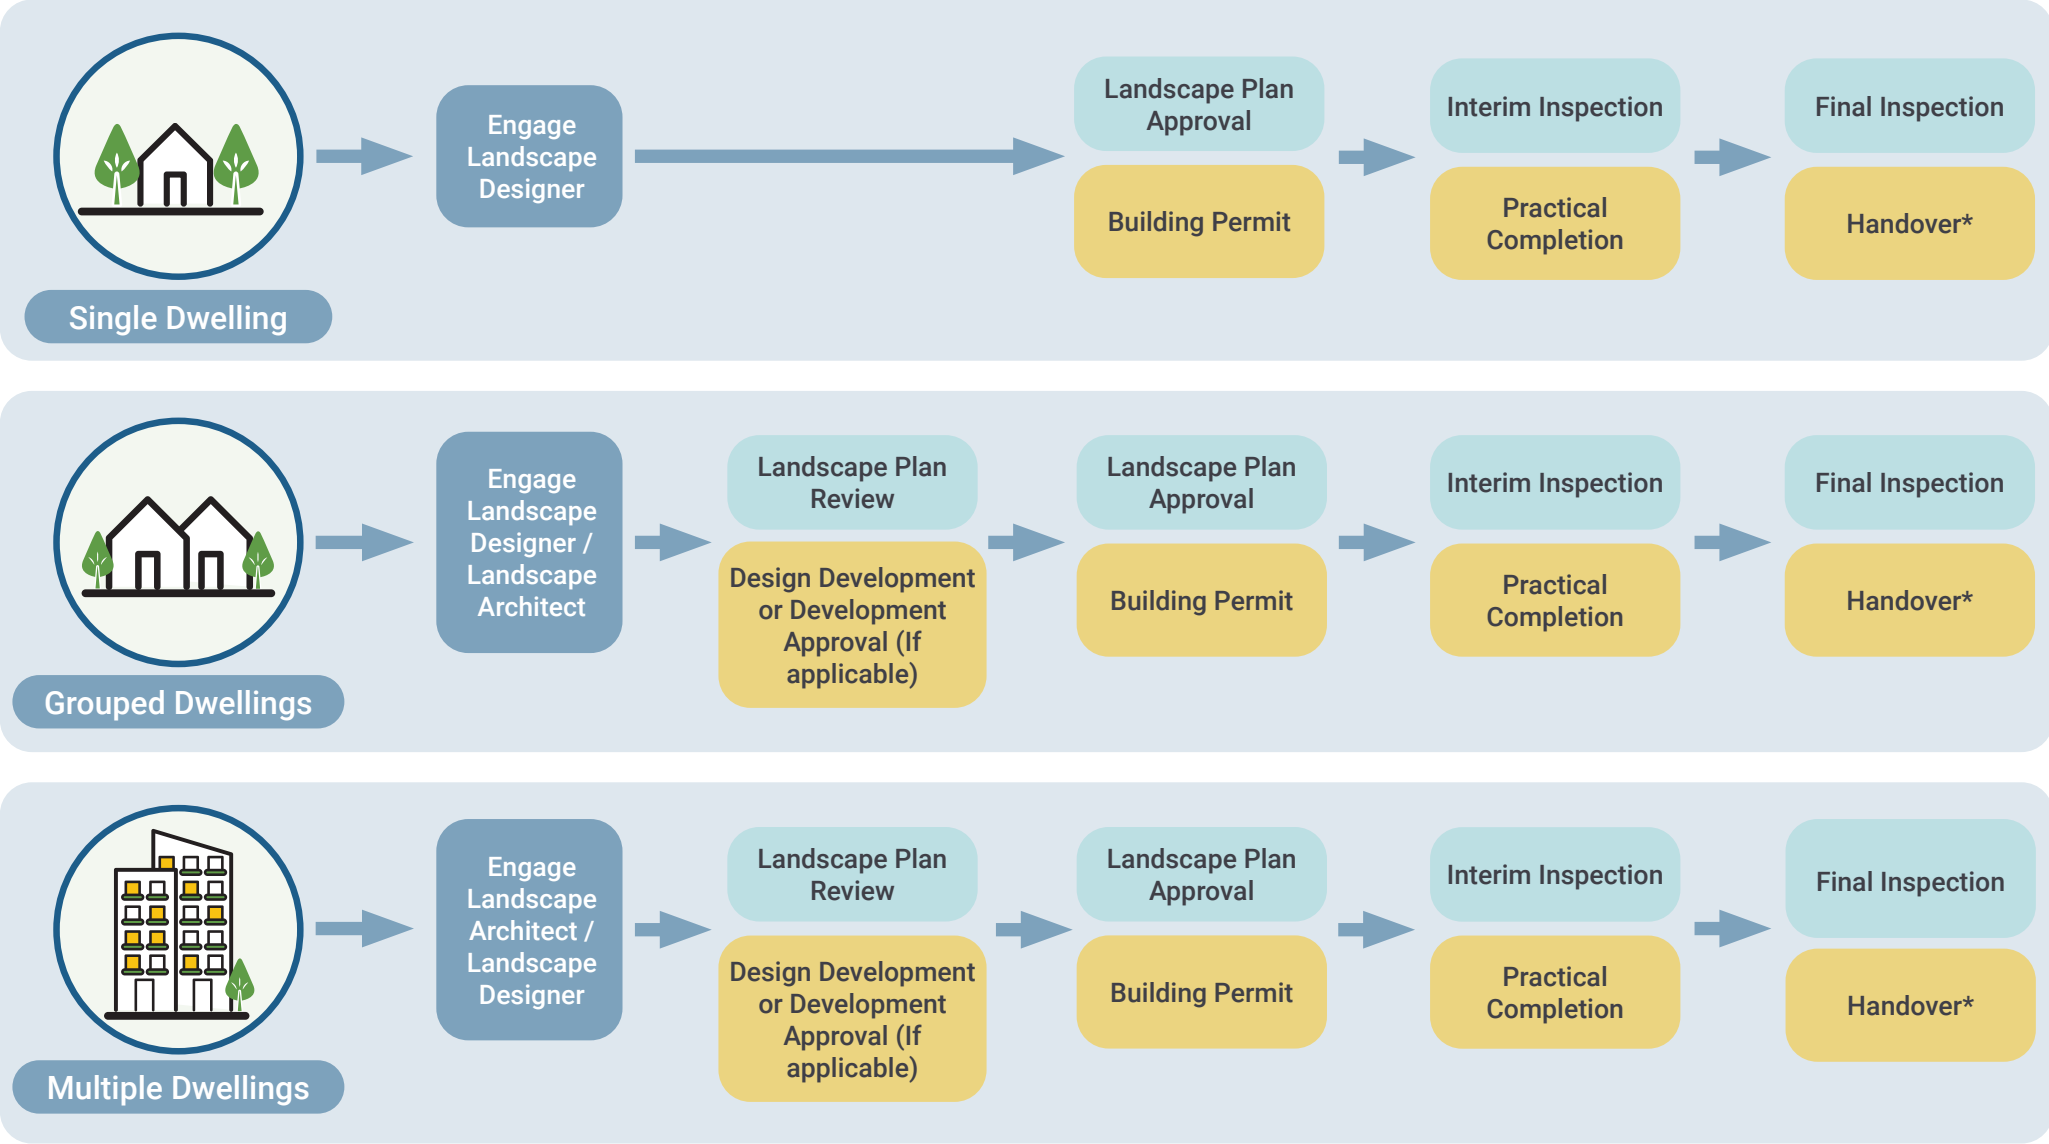 Engage
Landscape
Designer
Landscape Plan
Approval
Building Permit
Interim Inspection
Practical
Completion
Final Inspection
Handover*
Single Dwelling
Engage
Landscape
Designer /
Landscape
Architect
Landscape Plan
Review
Design Development
or Development
Approval (If
applicable)
Landscape Plan
Approval
Building Permit
Interim Inspection
Practical
Completion
Final Inspection
Handover*
Grouped Dwellings
Engage
Landscape
Architect /
Landscape
Designer
Landscape Plan
Review
Design Development
or Development
Approval (If
applicable)
Landscape Plan
Approval
Building Permit
Interim Inspection
Practical
Completion
Final Inspection
Handover*
Multiple Dwellings